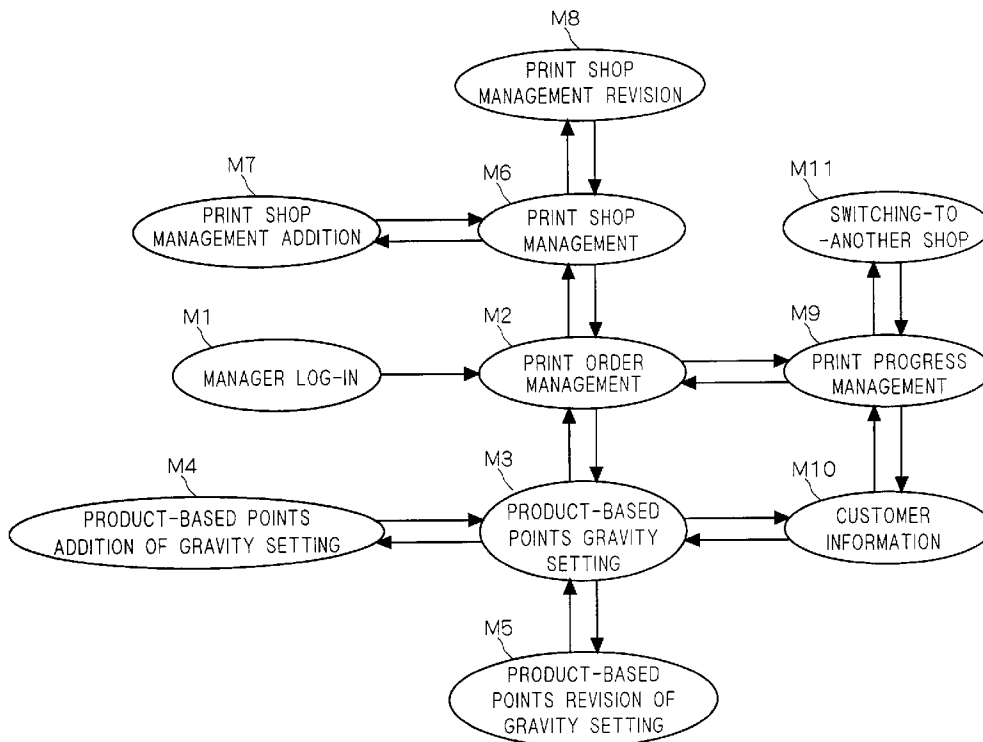 M8
PRINT SHOP
MANAGEMENT REVISION
M7
PRINT SHOP
MANAGEMENT ADDITION
M6
PRINT SHOP
MANAGEMENT
M11
SWITCHING-TO
-ANOTHER SHOP
M1
MANAGER LOG-IN
M2
PRINT ORDER
MANAGEMENT
M9
PRINT PROGRESS
MANAGEMENT
M4
PRODUCT-BASED POINTS
ADDITION OF GRAVITY SETTING
M3
PRODUCT-BASED
POINTS GRAVITY
SETTING
M10
CUSTOMER
INFORMATION
M5
PRODUCT-BASED
POINTS REVISION OF
GRAVITY SETTING